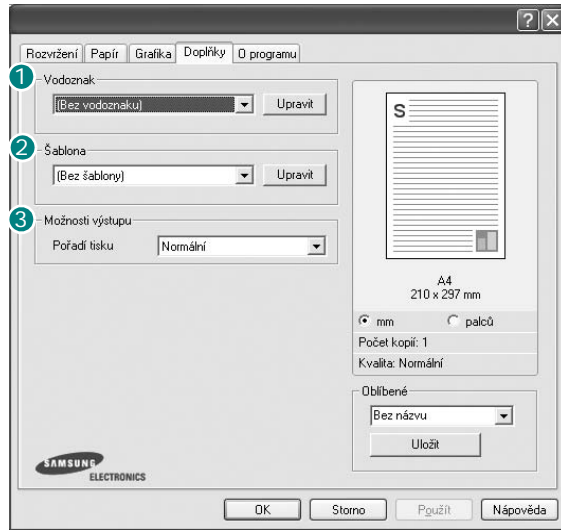 Rozvržení Papír Grafika Doplňky O programu
1 Vodoznak
(Bez vodoznaku) Upravit
2 Šablona
(Bez šablony) Upravit
3 Možnosti výstupu
Pořadí tisku Normální
S
A4
210 x 297 mm
mm palců
Počet kopií: 1
Kvalita: Normální
Oblíbené
Bez názvu
Uložit
SAMSUNG
ELECTRONICS
OK Storno Použít Nápověda